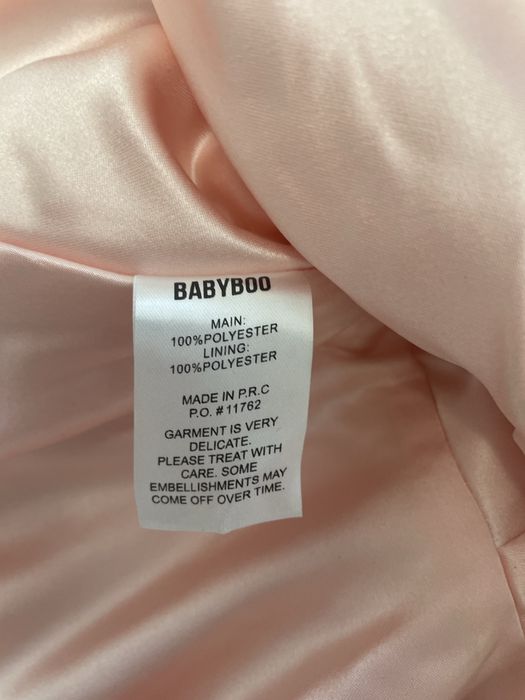 BABYBOO
MAIN:
100%POLYESTER
LINING:
100%POLYESTER
MADE IN P.R.C
P.O. #11762
GARMENT IS VERY
DELICATE.
PLEASE TREAT WITH
CARE. SOME
EMBELLISHMENTS MAY
COME OFF OVER TIME.